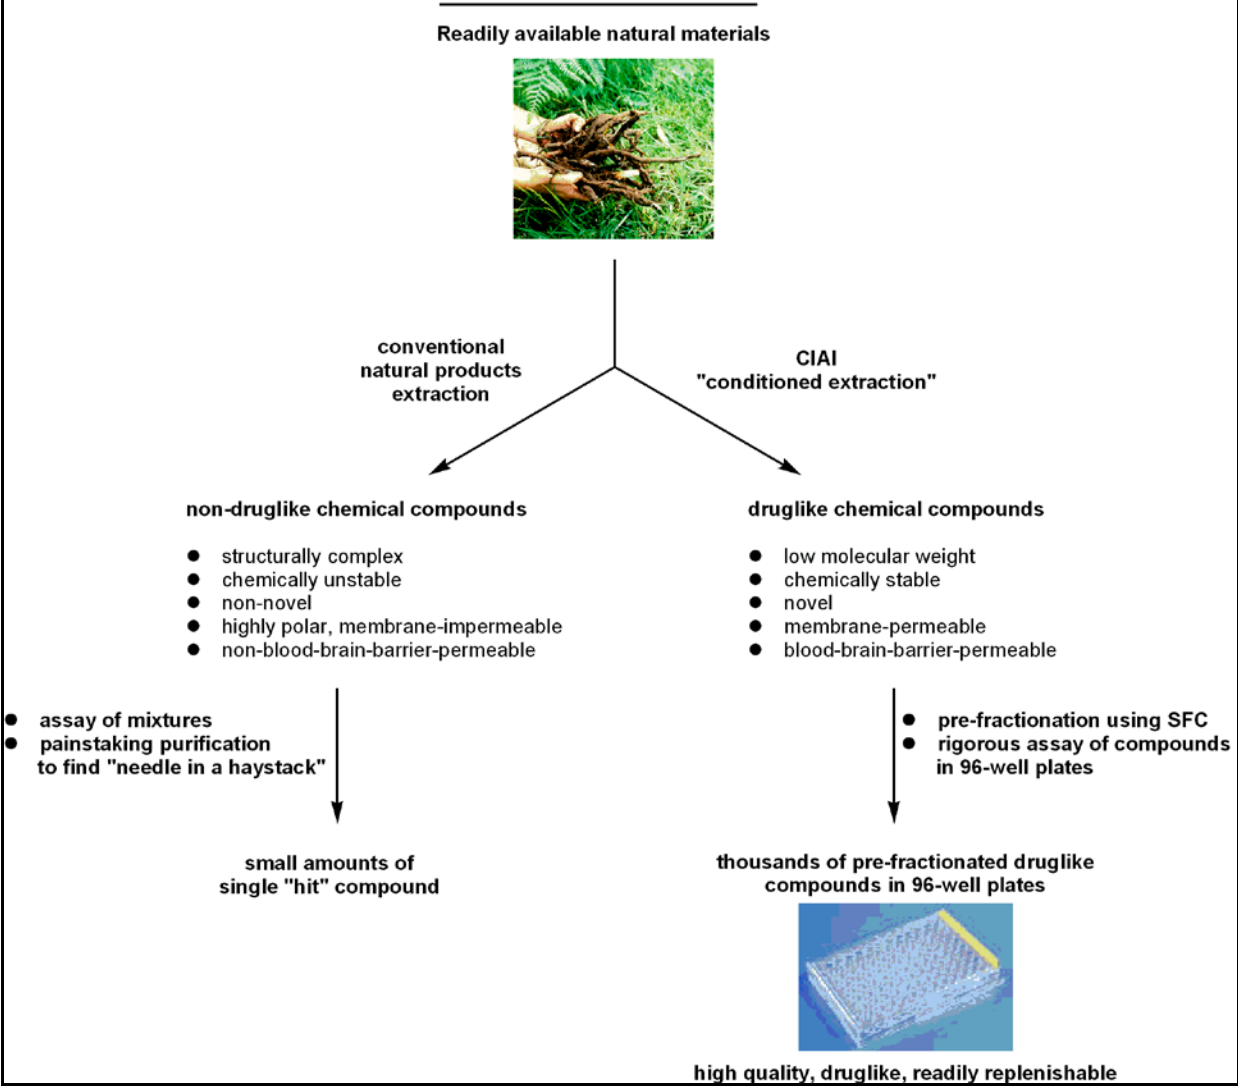 Readily available natural materials
conventional
natural products
extraction
CIAI
"conditioned extraction"
non-druglike chemical compounds
● structurally complex
● chemically unstable
● non-novel
● highly polar, membrane-impermeable
● non-blood-brain-barrier-permeable
druglike chemical compounds
● low molecular weight
● chemically stable
● novel
● membrane-permeable
● blood-brain-barrier-permeable
● assay of mixtures
● painstaking purification
to find "needle in a haystack"
● pre-fractionation using SFC
● rigorous assay of compounds
in 96-well plates
small amounts of
single "hit" compound
thousands of pre-fractionated druglike
compounds in 96-well plates
high quality, druglike, readily replenishable